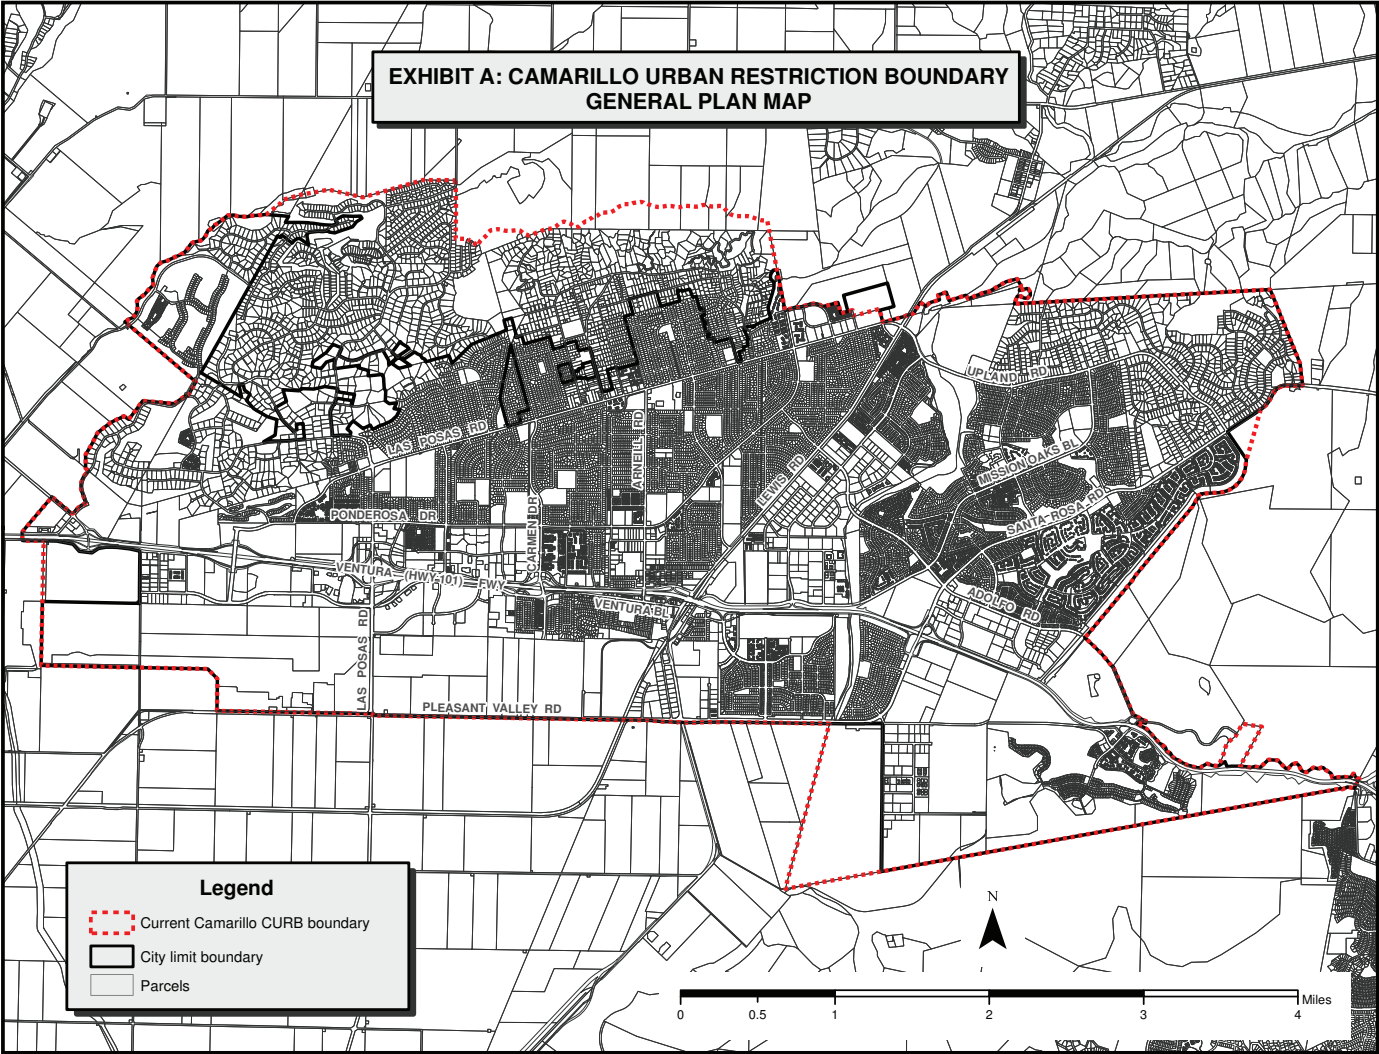 EXHIBIT A: CAMARILLO URBAN RESTRICTION BOUNDARY
GENERAL PLAN MAP
UPLAND RD
LAS POSAS RD
ARNEILL RD
LEWIS RD
MISSION OAKS BL
SANTA ROSA RD
PONDEROSA DR
CARMEN DR
VENTURA (HWY 101) FWY
VENTURA BL
ADOLFO RD
LAS POSAS RD
PLEASANT VALLEY RD
Legend
Current Camarillo CURB boundary
City limit boundary
Parcels
N
Miles
0 0.5 1 2 3 4